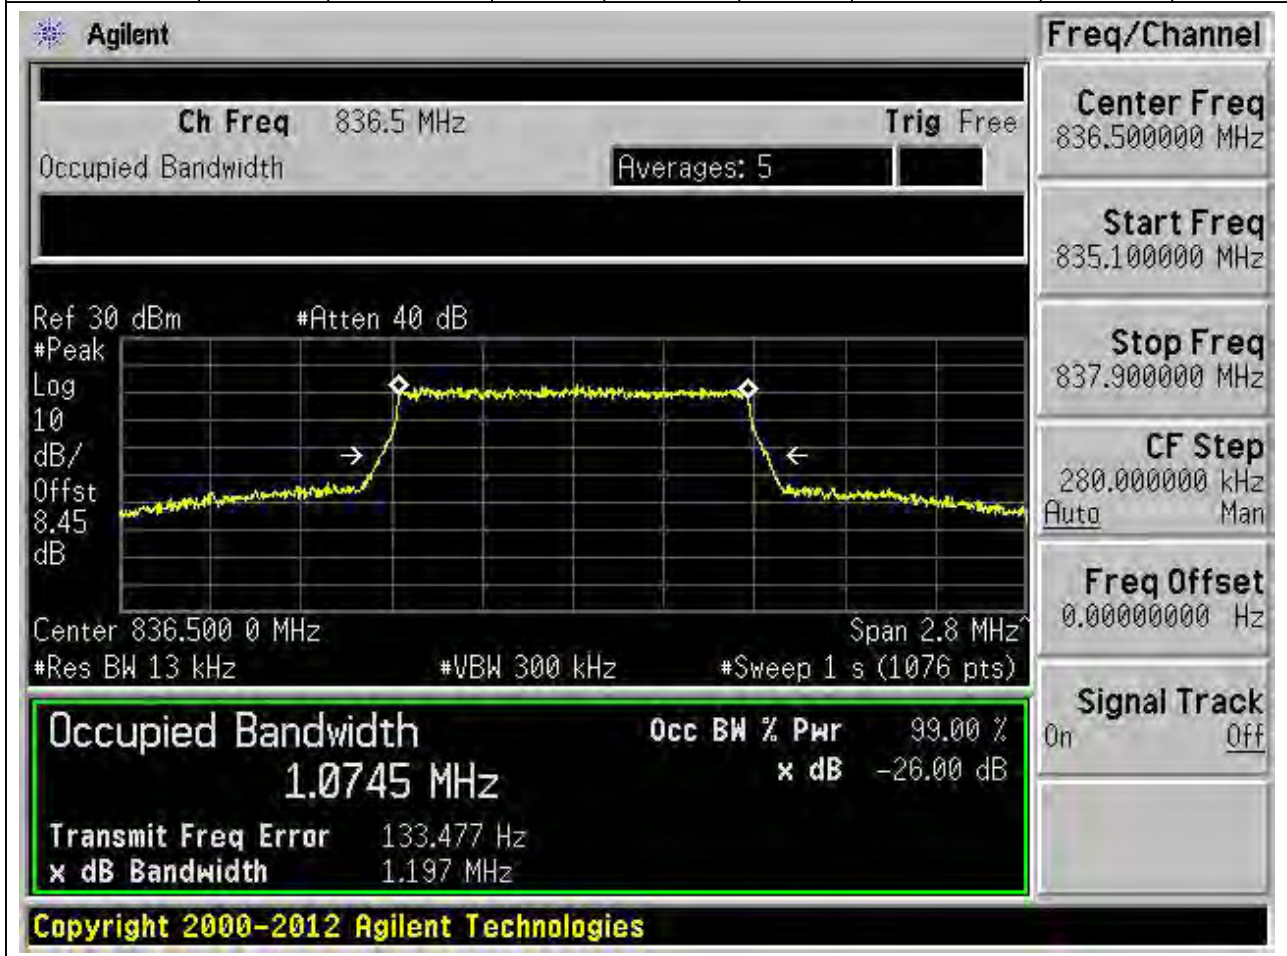 Agilent
Freq/Channel
Ch Freq 836.5 MHz Trig Free
Occupied Bandwidth Averages: 5
Center Freq
836.500000 MHz
Start Freq
835.100000 MHz
Stop Freq
837.900000 MHz
CF Step
280.000000 kHz
Auto Man
Freq Offset
0.00000000 Hz
Signal Track
On Off
Ref 30 dBm #Atten 40 dB
#Peak
Log
10
dB/
Offst
8.45
dB
Center 836.500 0 MHz Span 2.8 MHz^
#Res BW 13 kHz #VBW 300 kHz #Sweep 1 s (1076 pts)
Occupied Bandwidth
1.0745 MHz
Occ BW % Pwr 99.00 %
x dB -26.00 dB
Transmit Freq Error 133.477 Hz
x dB Bandwidth 1.197 MHz
Copyright 2000-2012 Agilent Technologies